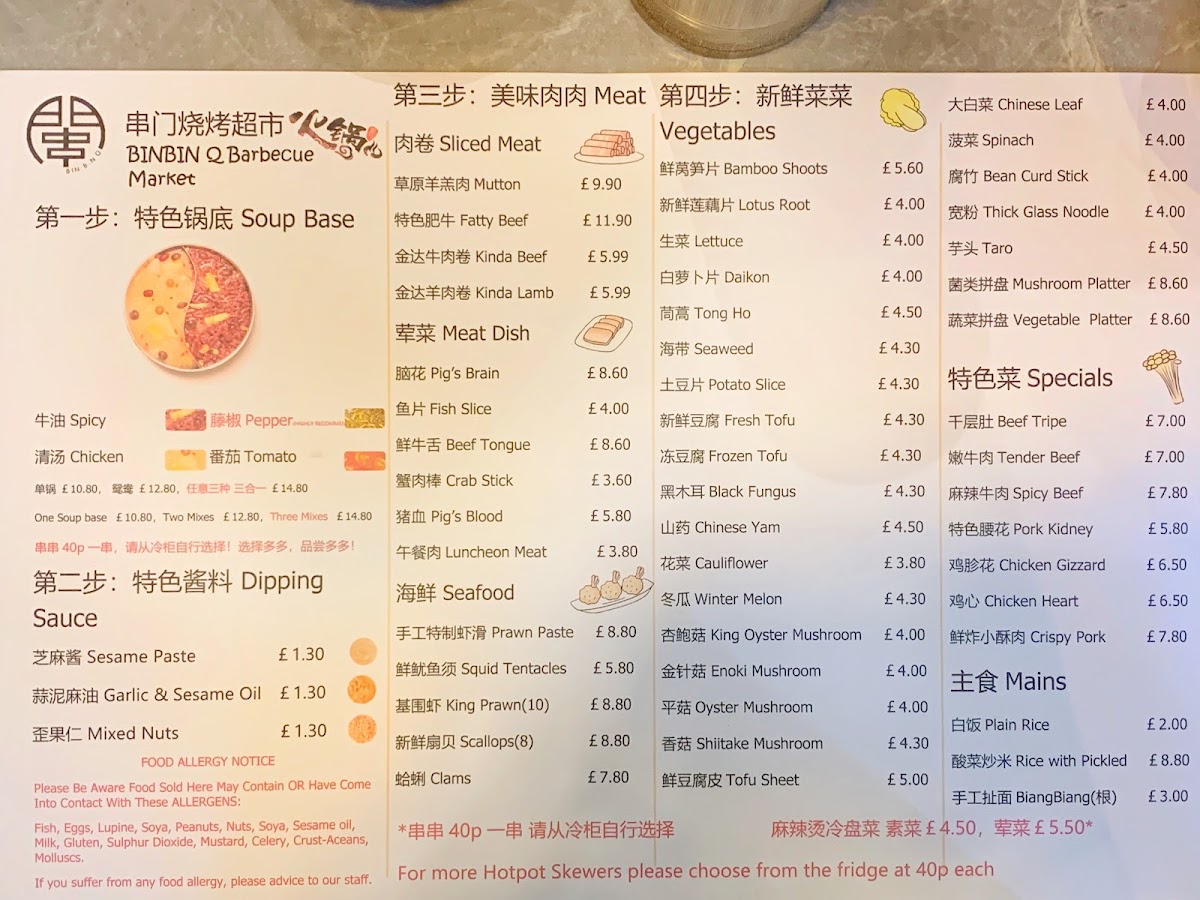 串门烧烤超市 火锅
BINBIN Q Barbecue
Market
BIN·B·N·Q
第一步：特色锅底 Soup Base
牛油 Spicy 藤椒 Pepper
清汤 Chicken 番茄 Tomato
单锅 £10.80, 鸳鸯 £12.80, 任意三种 三合一 £14.80
One Soup base £10.80, Two Mixes £12.80, Three Mixes £14.80
串串 40p 一串，请从冷柜自行选择！选择多多，品尝多多！
第二步：特色酱料 Dipping
Sauce
芝麻酱 Sesame Paste £1.30
蒜泥麻油 Garlic & Sesame Oil £1.30
歪果仁 Mixed Nuts £1.30
FOOD ALLERGY NOTICE
Please Be Aware Food Sold Here May Contain OR Have Come
Into Contact With These ALLERGENS:
Fish, Eggs, Lupine, Soya, Peanuts, Nuts, Soya, Sesame oil,
Milk, Gluten, Sulphur Dioxide, Mustard, Celery, Crust-Aceans,
Molluscs.
If you suffer from any food allergy, please advice to our staff.
第三步：美味肉肉 Meat
肉卷 Sliced Meat
草原羊羔肉 Mutton £9.90
特色肥牛 Fatty Beef £11.90
金达牛肉卷 Kinda Beef £5.99
金达羊肉卷 Kinda Lamb £5.99
荤菜 Meat Dish
脑花 Pig's Brain £8.60
鱼片 Fish Slice £4.00
鲜牛舌 Beef Tongue £8.60
蟹肉棒 Crab Stick £3.60
猪血 Pig's Blood £5.80
午餐肉 Luncheon Meat £3.80
海鲜 Seafood
手工特制虾滑 Prawn Paste £8.80
鲜鱿鱼须 Squid Tentacles £5.80
基围虾 King Prawn(10) £8.80
新鲜扇贝 Scallops(8) £8.80
蛤蜊 Clams £7.80
第四步：新鲜菜菜
Vegetables
鲜莴笋片 Bamboo Shoots £5.60
新鲜莲藕片 Lotus Root £4.00
生菜 Lettuce £4.00
白萝卜片 Daikon £4.00
茼蒿 Tong Ho £4.50
海带 Seaweed £4.30
土豆片 Potato Slice £4.30
新鲜豆腐 Fresh Tofu £4.30
冻豆腐 Frozen Tofu £4.30
黑木耳 Black Fungus £4.30
山药 Chinese Yam £4.50
花菜 Cauliflower £3.80
冬瓜 Winter Melon £4.30
杏鲍菇 King Oyster Mushroom £4.00
金针菇 Enoki Mushroom £4.00
平菇 Oyster Mushroom £4.00
香菇 Shiitake Mushroom £4.30
鲜豆腐皮 Tofu Sheet £5.00
大白菜 Chinese Leaf £4.00
菠菜 Spinach £4.00
腐竹 Bean Curd Stick £4.00
宽粉 Thick Glass Noodle £4.00
芋头 Taro £4.50
菌类拼盘 Mushroom Platter £8.60
蔬菜拼盘 Vegetable Platter £8.60
特色菜 Specials
千层肚 Beef Tripe £7.00
嫩牛肉 Tender Beef £7.00
麻辣牛肉 Spicy Beef £7.80
特色腰花 Pork Kidney £5.80
鸡胗花 Chicken Gizzard £6.50
鸡心 Chicken Heart £6.50
鲜炸小酥肉 Crispy Pork £7.80
主食 Mains
白饭 Plain Rice £2.00
酸菜炒米 Rice with Pickled £8.80
手工扯面 BiangBiang(根) £3.00
*串串 40p 一串 请从冷柜自行选择 麻辣烫冷盘菜 素菜£4.50，荤菜£5.50*
For more Hotpot Skewers please choose from the fridge at 40p each